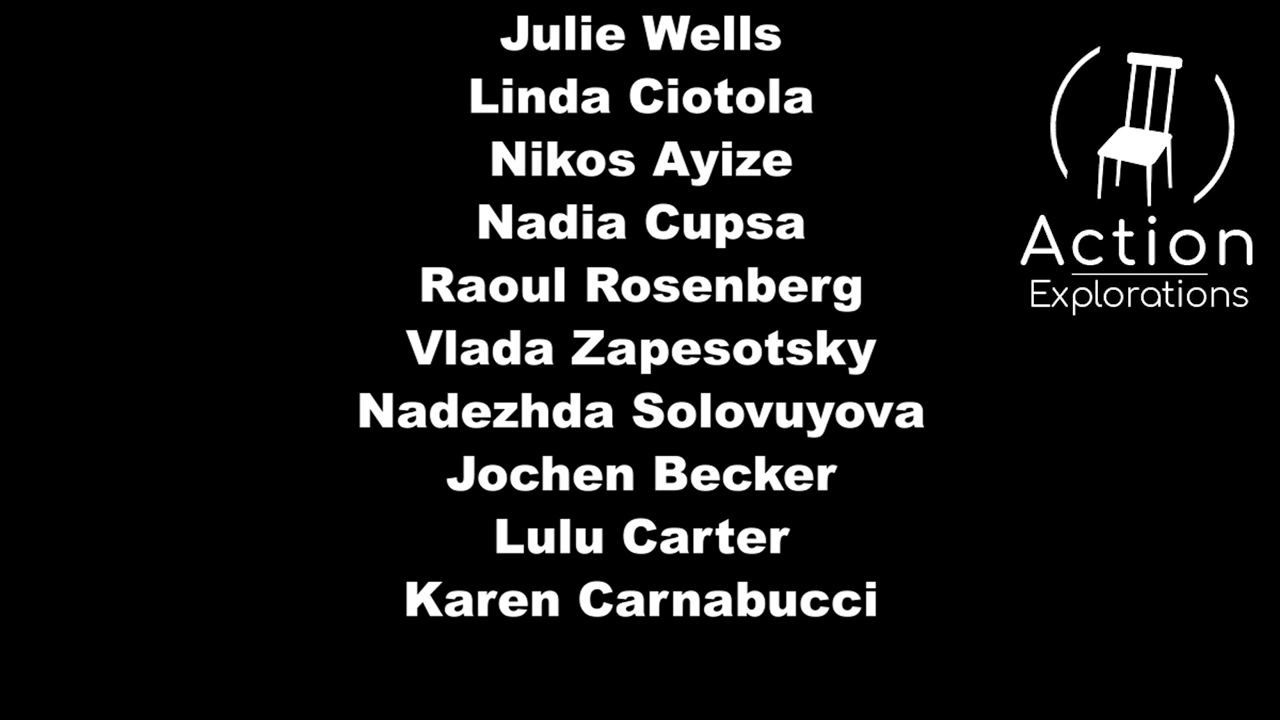 Julie Wells
Linda Ciotola
Nikos Ayize
Nadia Cupsa
Raoul Rosenberg
Vlada Zapesotsky
Nadezhda Solovuyova
Jochen Becker
Lulu Carter
Karen Carnabucci
Action
Explorations